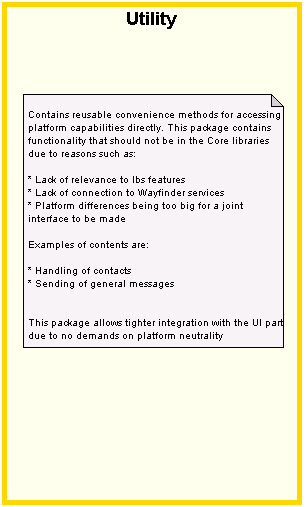 Utility
Contains reusable convenience methods for accessing
platform capabilities directly. This package contains
functionality that should not be in the Core libraries
due to reasons such as:
* Lack of relevance to lbs features
* Lack of connection to Wayfinder services
* Platform differences being too big for a joint
interface to be made
Examples of contents are:
* Handling of contacts
* Sending of general messages
This package allows tighter integration with the UI part
due to no demands on platform neutrality